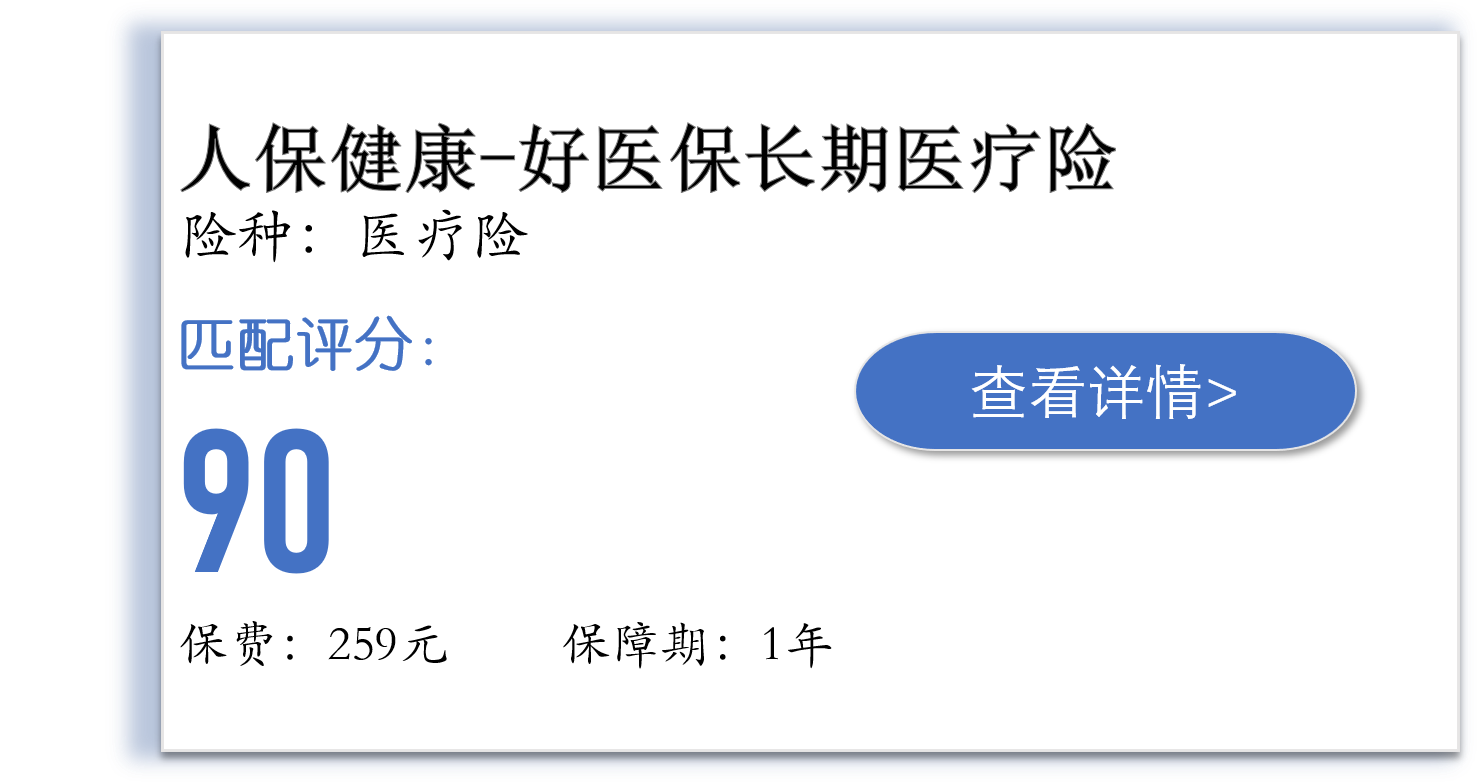 人保健康-好医保长期医疗险
险种： 医疗险
匹配评分：
查看详情>
90
保费：259元 保障期：1年